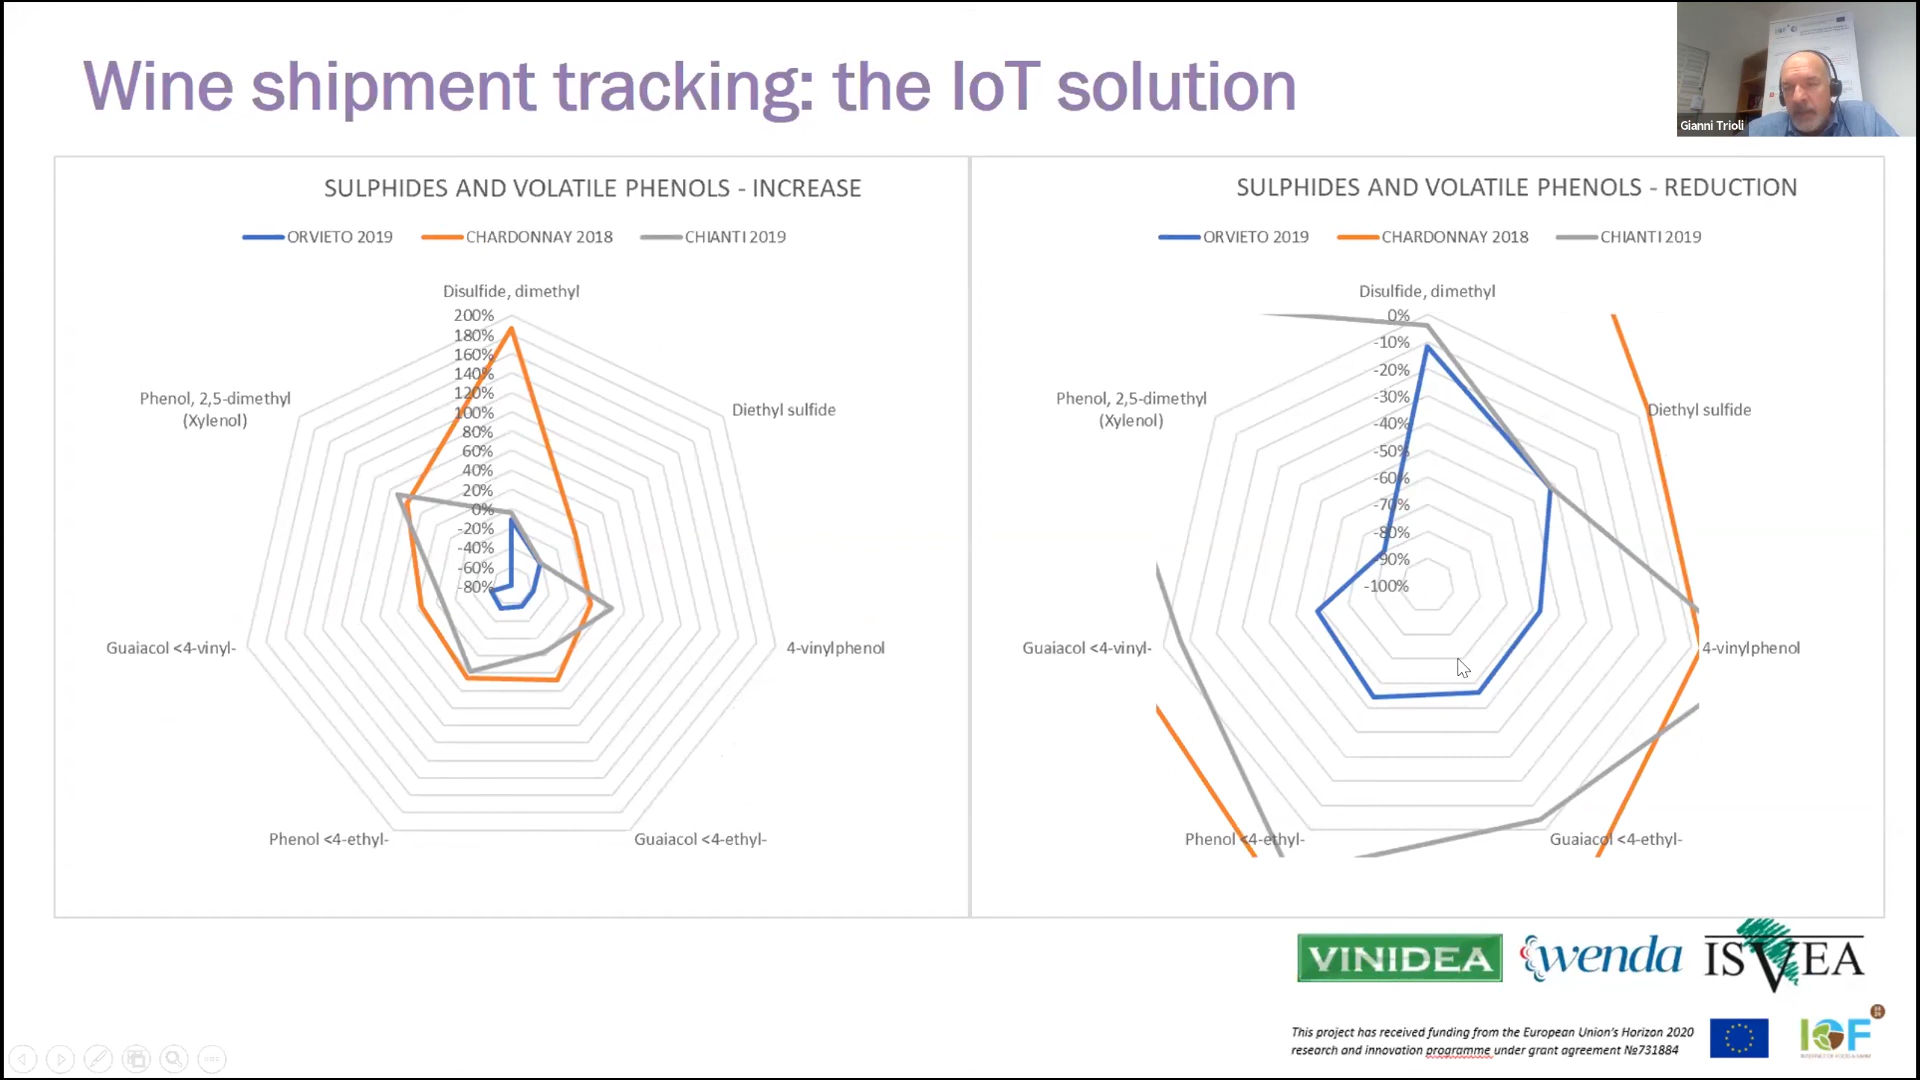 Wine shipment tracking: the IoT solution
Gianni Trioli
SULPHIDES AND VOLATILE PHENOLS - INCREASE
ORVIETO 2019
CHARDONNAY 2018
CHIANTI 2019
Disulfide, dimethyl
200%
180%
160%
140%
120%
100%
80%
60%
40%
20%
0%
-20%
-40%
-60%
-80%
Phenol, 2,5-dimethyl
(Xylenol)
Diethyl sulfide
Guaiacol <4-vinyl-
4-vinylphenol
Phenol <4-ethyl-
Guaiacol <4-ethyl-
SULPHIDES AND VOLATILE PHENOLS - REDUCTION
ORVIETO 2019
CHARDONNAY 2018
CHIANTI 2019
Disulfide, dimethyl
0%
-10%
-20%
-30%
-40%
-50%
-60%
-70%
-80%
-90%
-100%
Phenol, 2,5-dimethyl
(Xylenol)
Diethyl sulfide
Guaiacol <4-vinyl-
4-vinylphenol
Phenol <4-ethyl-
Guaiacol <4-ethyl-
VINIDEA
wenda
ISVEA
This project has received funding from the European Union's Horizon 2020
research and innovation programme under grant agreement №731884
IOF